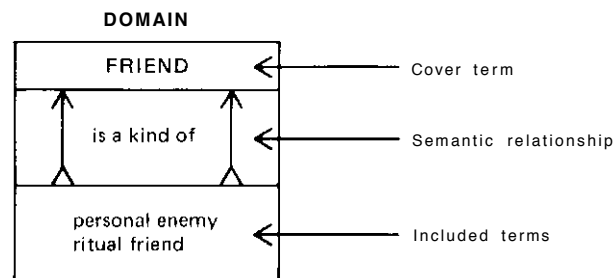 DOMAIN
FRIEND
Cover term
is a kind of
Semantic relationship
personal enemy
ritual friend
Included terms